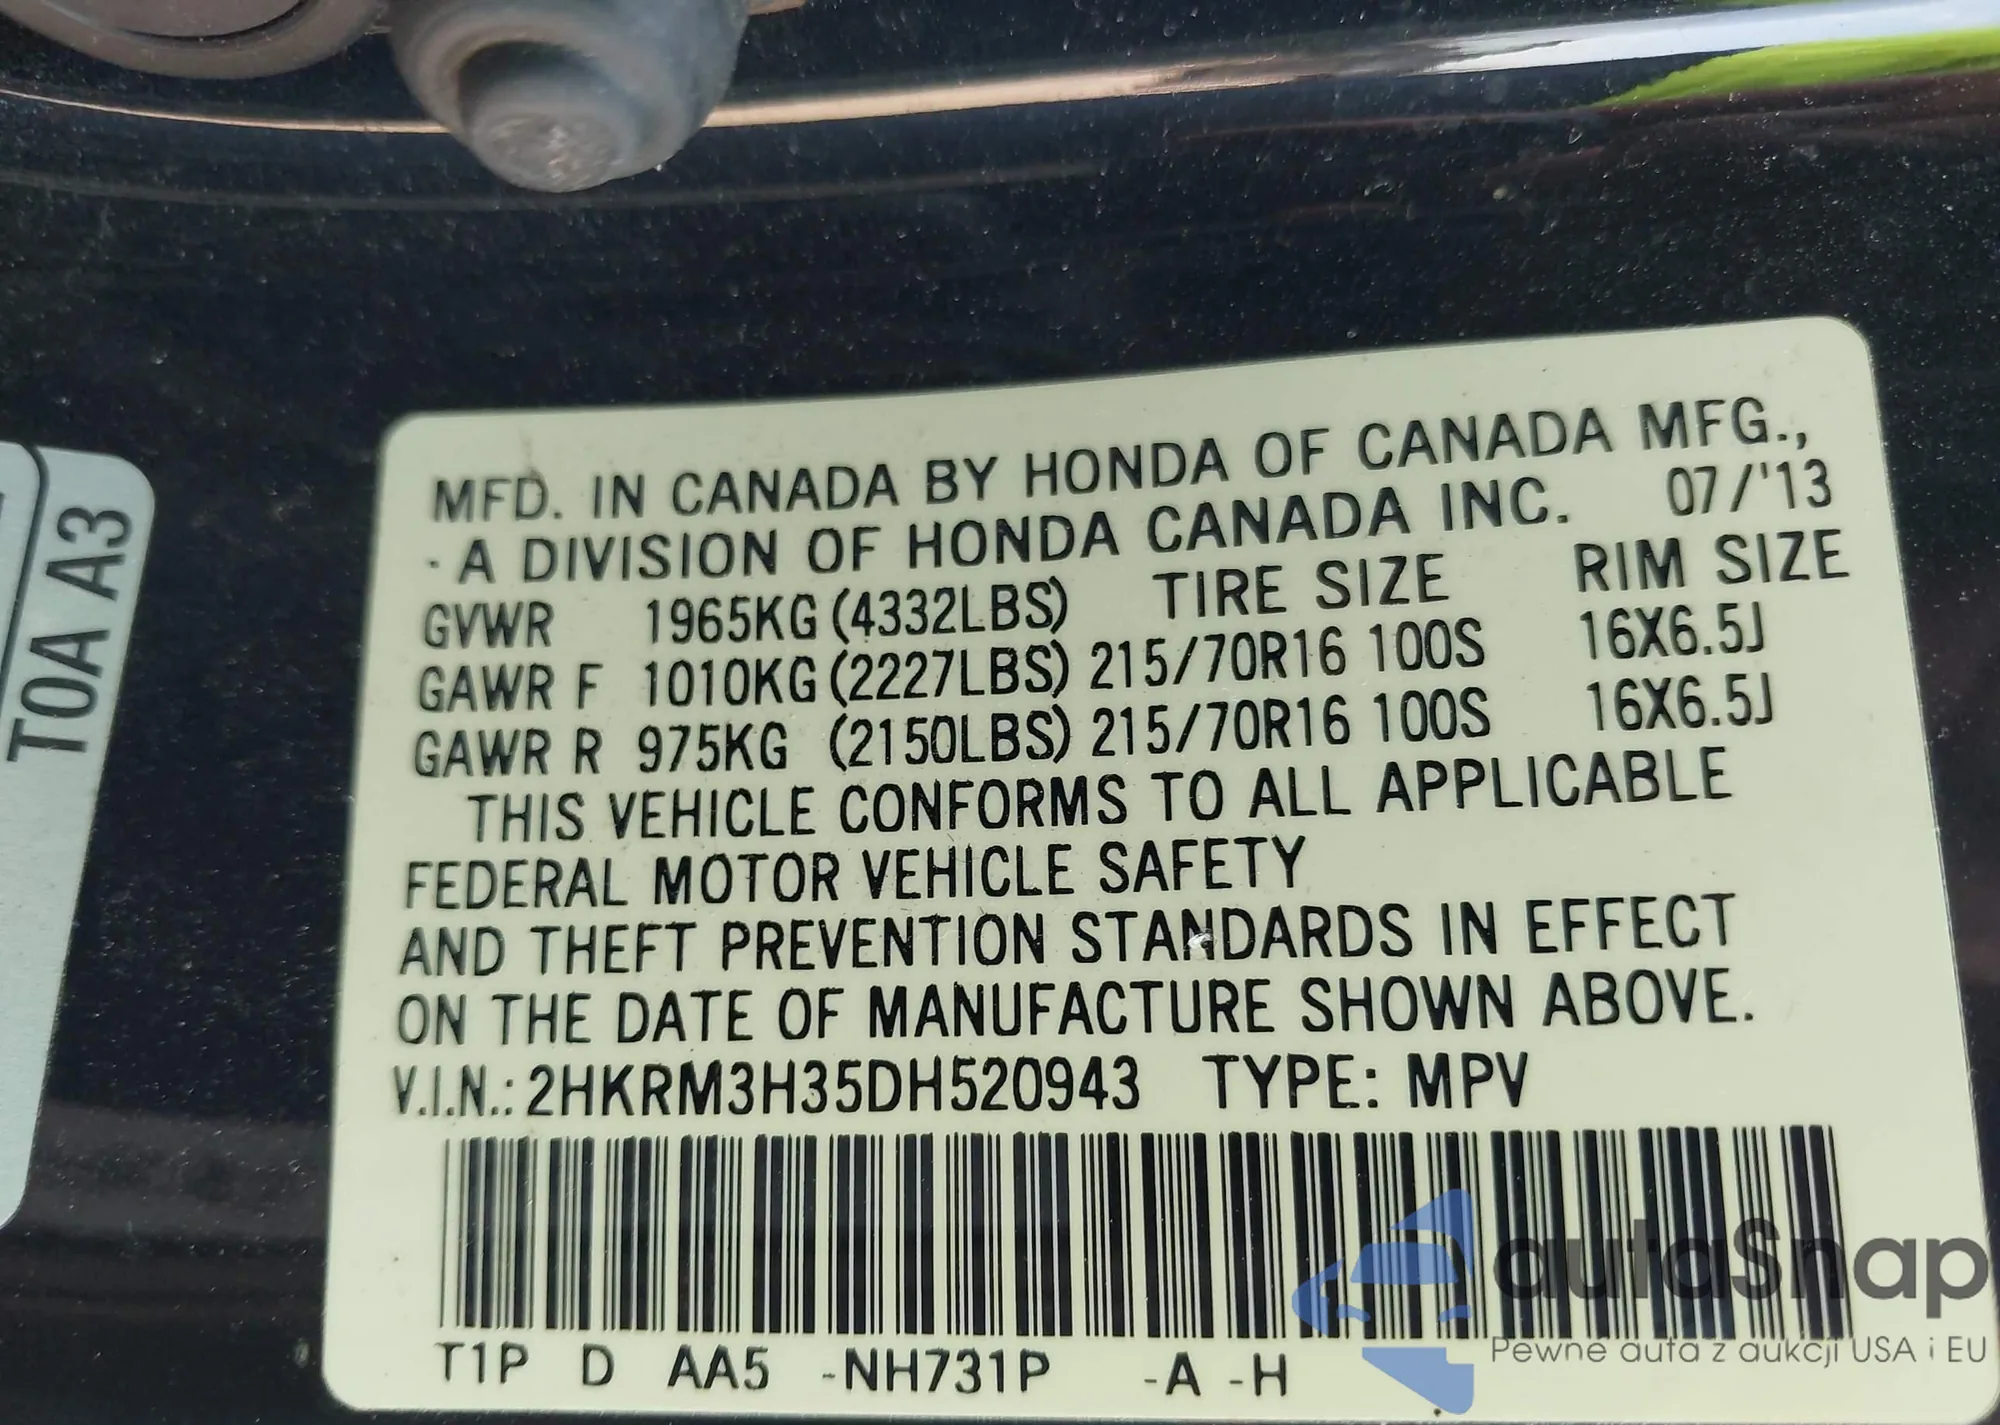 MFD. IN CANADA BY HONDA OF CANADA MFG.,
· A DIVISION OF HONDA CANADA INC. 07/'13
GVWR 1965KG (4332LBS) TIRE SIZE RIM SIZE
GAWR F 1010KG (2227LBS) 215/70R16 100S 16X6.5J
GAWR R 975KG (2150LBS) 215/70R16 100S 16X6.5J
THIS VEHICLE CONFORMS TO ALL APPLICABLE
FEDERAL MOTOR VEHICLE SAFETY
AND THEFT PREVENTION STANDARDS IN EFFECT
ON THE DATE OF MANUFACTURE SHOWN ABOVE.
V.I.N.: 2HKRM3H35DH520943 TYPE: MPV
T1P D AA5 -NH731P -A -H
T0A A3
autaSnap
Pewne auta z aukcji USA i EU